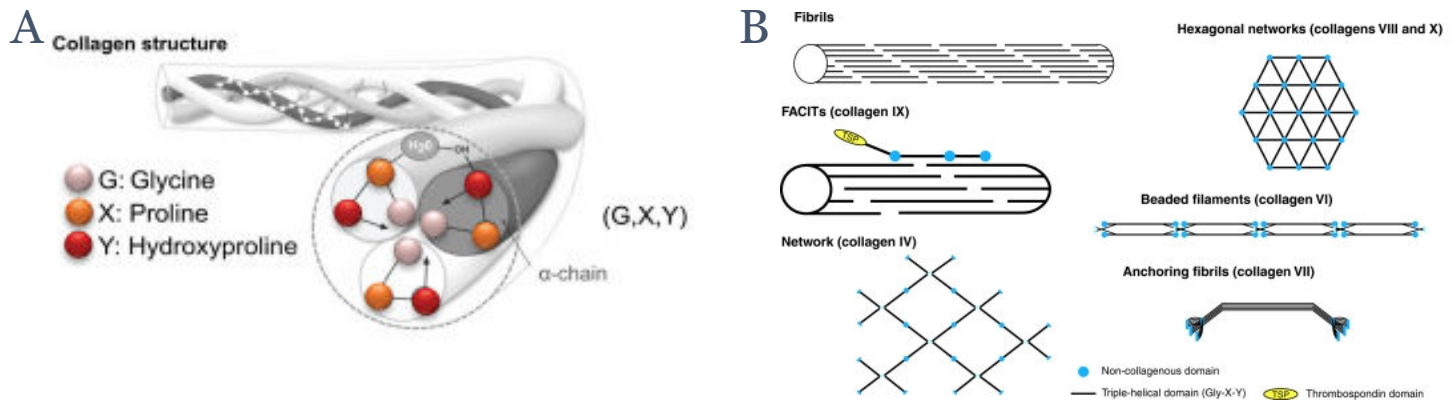 A
Collagen structure
H₂O
OH
G: Glycine
X: Proline
Y: Hydroxyproline
(G,X,Y)
α-chain
B
Fibrils
FACITs (collagen IX)
TSP
Network (collagen IV)
Hexagonal networks (collagens VIII and X)
Beaded filaments (collagen VI)
Anchoring fibrils (collagen VII)
Non-collagenous domain
Triple-helical domain (Gly-X-Y)
TSP Thrombospondin domain